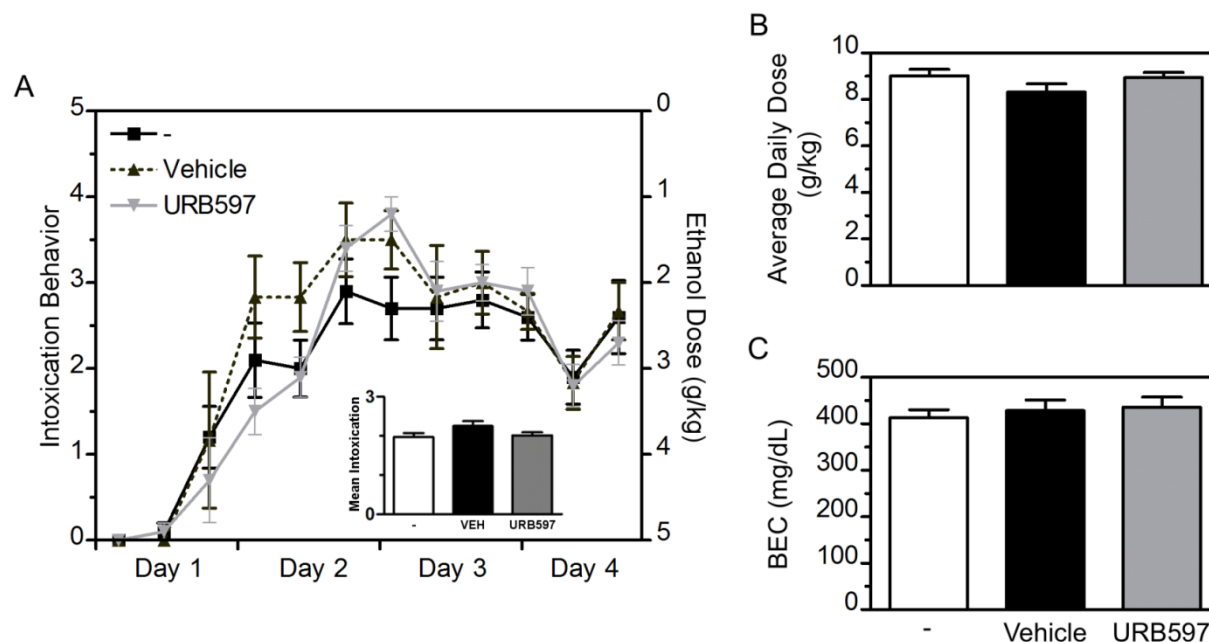 A
Intoxication Behavior
5
4
3
2
1
0
-
Vehicle
URB597
0
1
2
3
4
5
Ethanol Dose (g/kg)
Day 1
Day 2
Day 3
Day 4
Mean Intoxication
3
0
-
VEH
URB597
B
Average Daily Dose
(g/kg)
10
8
6
4
2
0
C
BEC (mg/dL)
500
400
300
200
100
0
-
Vehicle
URB597